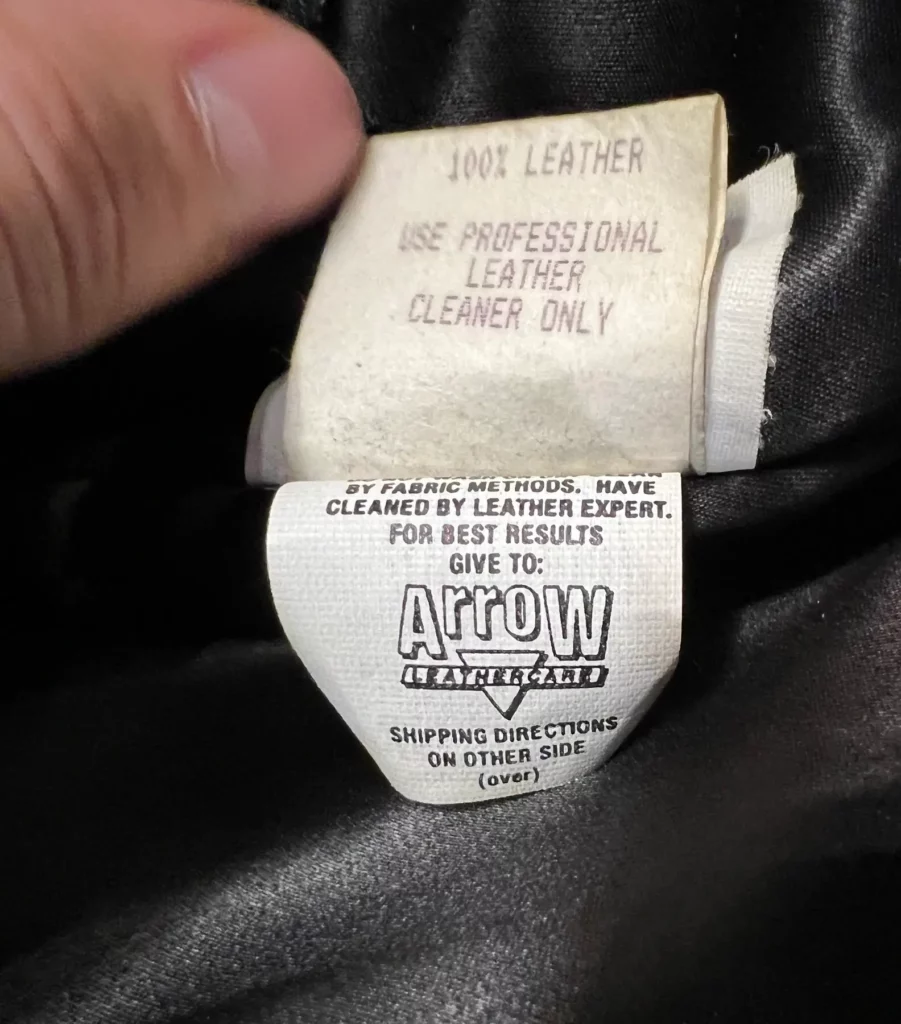 100% LEATHER
USE PROFESSIONAL
LEATHER
CLEANER ONLY
BY FABRIC METHODS. HAVE
CLEANED BY LEATHER EXPERT.
FOR BEST RESULTS
GIVE TO:
ArroW
LEATHERCARE
SHIPPING DIRECTIONS
ON OTHER SIDE
(over)